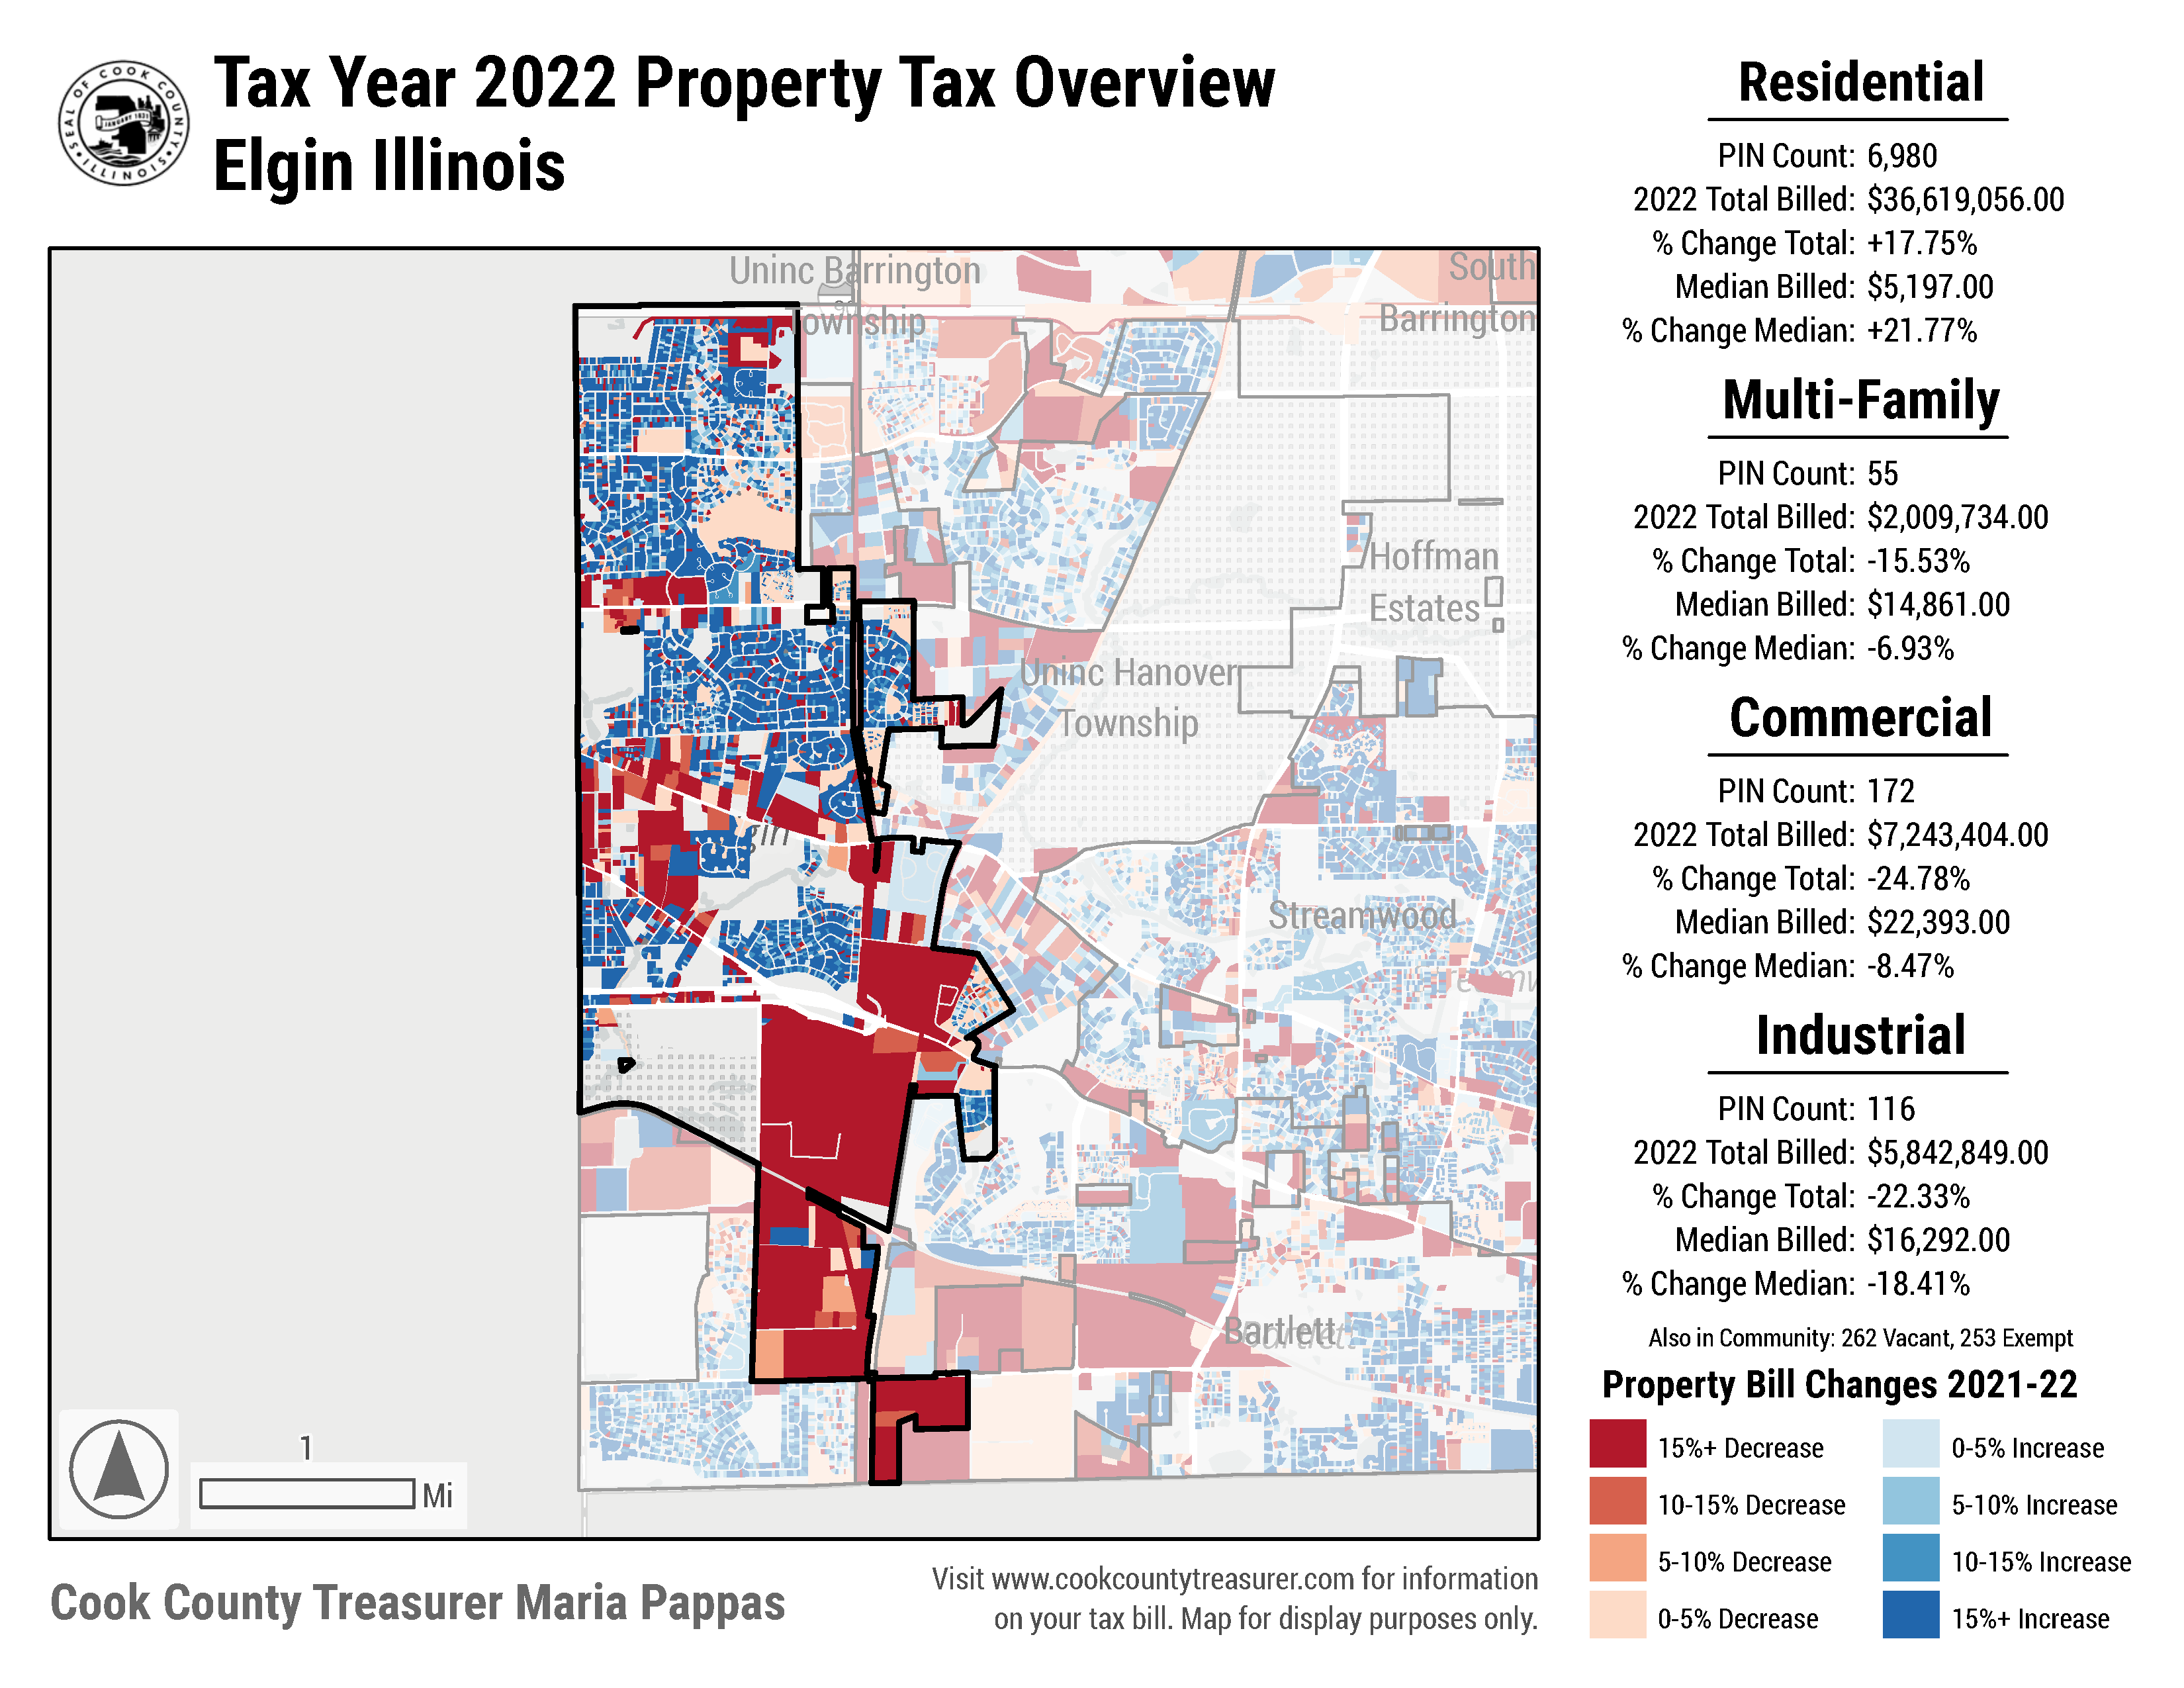 Tax Year 2022 Property Tax Overview
Elgin Illinois
SEAL OF COOK COUNTY
ILLINOIS
JANUARY 1831
Uninc Barrington
Township
90
South
Barrington
Hoffman
Estates
Uninc Hanover
Township
gin
Streamwood
Bartlett
Bartlett
1
Mi
Cook County Treasurer Maria Pappas
Visit www.cookcountytreasurer.com for information
on your tax bill. Map for display purposes only.
Residential
PIN Count: 6,980
2022 Total Billed: $36,619,056.00
% Change Total: +17.75%
Median Billed: $5,197.00
% Change Median: +21.77%
Multi-Family
PIN Count: 55
2022 Total Billed: $2,009,734.00
% Change Total: -15.53%
Median Billed: $14,861.00
% Change Median: -6.93%
Commercial
PIN Count: 172
2022 Total Billed: $7,243,404.00
% Change Total: -24.78%
Median Billed: $22,393.00
% Change Median: -8.47%
Industrial
PIN Count: 116
2022 Total Billed: $5,842,849.00
% Change Total: -22.33%
Median Billed: $16,292.00
% Change Median: -18.41%
Also in Community: 262 Vacant, 253 Exempt
Property Bill Changes 2021-22
15%+ Decrease
10-15% Decrease
5-10% Decrease
0-5% Decrease
0-5% Increase
5-10% Increase
10-15% Increase
15%+ Increase